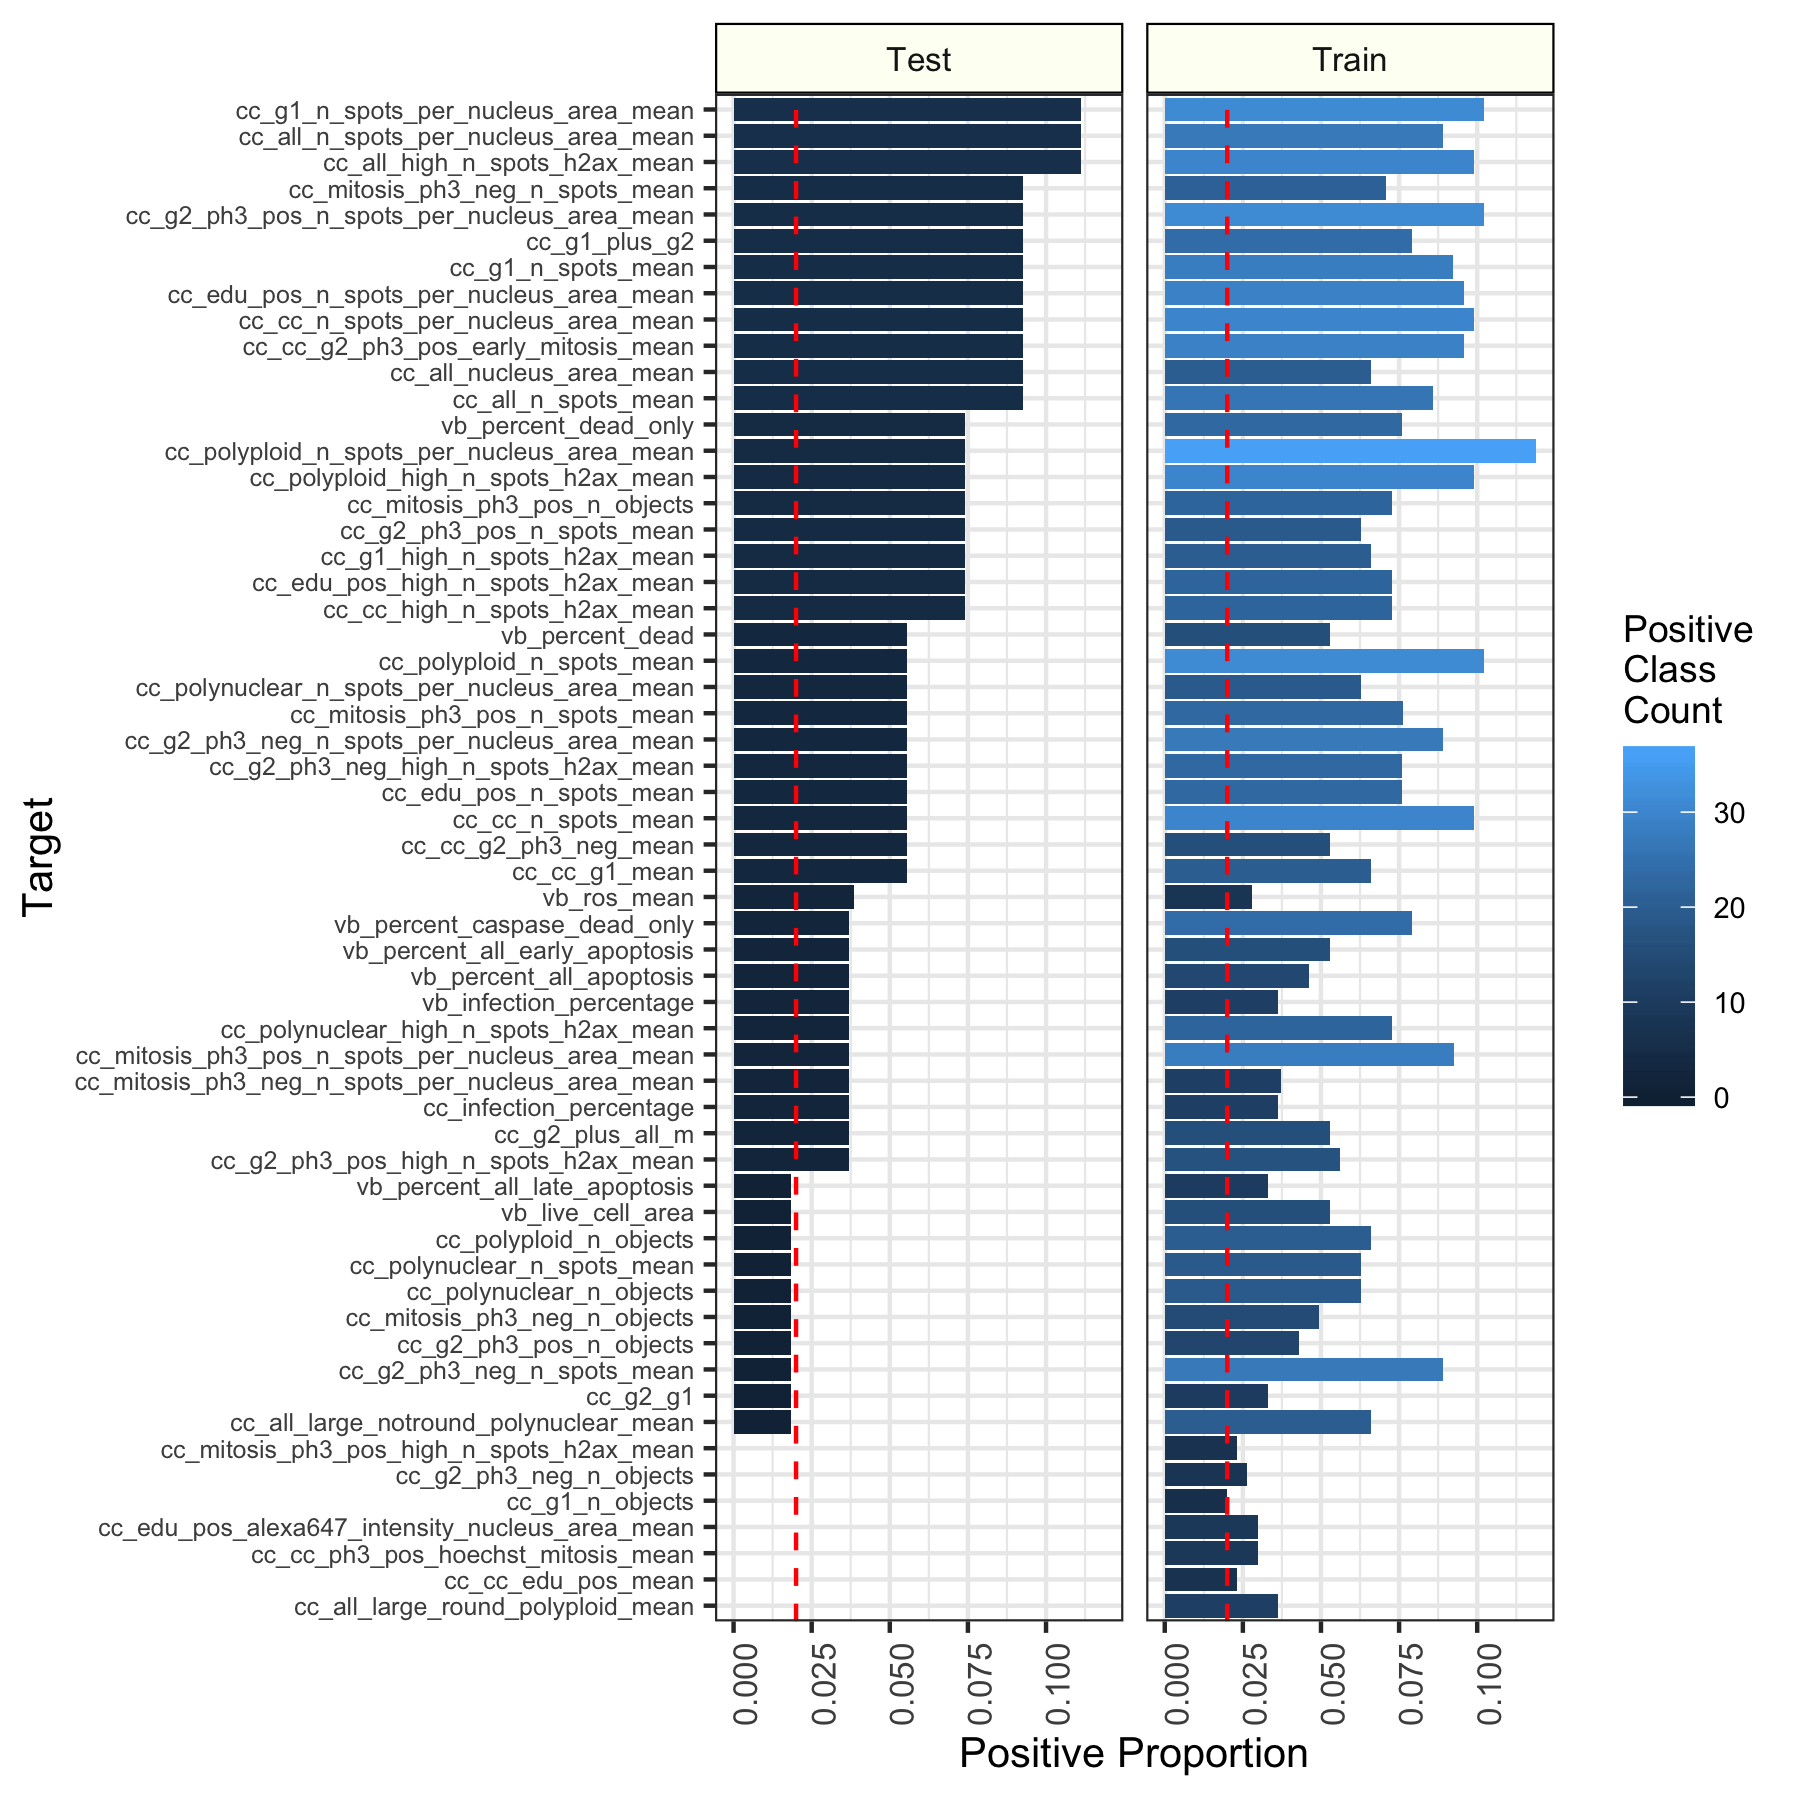 Test
Train
cc_g1_n_spots_per_nucleus_area_mean
cc_all_n_spots_per_nucleus_area_mean
cc_all_high_n_spots_h2ax_mean
cc_mitosis_ph3_neg_n_spots_mean
cc_g2_ph3_pos_n_spots_per_nucleus_area_mean
cc_g1_plus_g2
cc_g1_n_spots_mean
cc_edu_pos_n_spots_per_nucleus_area_mean
cc_cc_n_spots_per_nucleus_area_mean
cc_cc_g2_ph3_pos_early_mitosis_mean
cc_all_nucleus_area_mean
cc_all_n_spots_mean
vb_percent_dead_only
cc_polyploid_n_spots_per_nucleus_area_mean
cc_polyploid_high_n_spots_h2ax_mean
cc_mitosis_ph3_pos_n_objects
cc_g2_ph3_pos_n_spots_mean
cc_g1_high_n_spots_h2ax_mean
cc_edu_pos_high_n_spots_h2ax_mean
cc_cc_high_n_spots_h2ax_mean
vb_percent_dead
cc_polyploid_n_spots_mean
cc_polynuclear_n_spots_per_nucleus_area_mean
cc_mitosis_ph3_pos_n_spots_mean
cc_g2_ph3_neg_n_spots_per_nucleus_area_mean
cc_g2_ph3_neg_high_n_spots_h2ax_mean
cc_edu_pos_n_spots_mean
cc_cc_n_spots_mean
cc_cc_g2_ph3_neg_mean
cc_cc_g1_mean
vb_ros_mean
vb_percent_caspase_dead_only
vb_percent_all_early_apoptosis
vb_percent_all_apoptosis
vb_infection_percentage
cc_polynuclear_high_n_spots_h2ax_mean
cc_mitosis_ph3_pos_n_spots_per_nucleus_area_mean
cc_mitosis_ph3_neg_n_spots_per_nucleus_area_mean
cc_infection_percentage
cc_g2_plus_all_m
cc_g2_ph3_pos_high_n_spots_h2ax_mean
vb_percent_all_late_apoptosis
vb_live_cell_area
cc_polyploid_n_objects
cc_polynuclear_n_spots_mean
cc_polynuclear_n_objects
cc_mitosis_ph3_neg_n_objects
cc_g2_ph3_pos_n_objects
cc_g2_ph3_neg_n_spots_mean
cc_g2_g1
cc_all_large_notround_polynuclear_mean
cc_mitosis_ph3_pos_high_n_spots_h2ax_mean
cc_g2_ph3_neg_n_objects
cc_g1_n_objects
cc_edu_pos_alexa647_intensity_nucleus_area_mean
cc_cc_ph3_pos_hoechst_mitosis_mean
cc_cc_edu_pos_mean
cc_all_large_round_polyploid_mean
Target
0.000
0.025
0.050
0.075
0.100
0.000
0.025
0.050
0.075
0.100
Positive Proportion
Positive
Class
Count
30
20
10
0